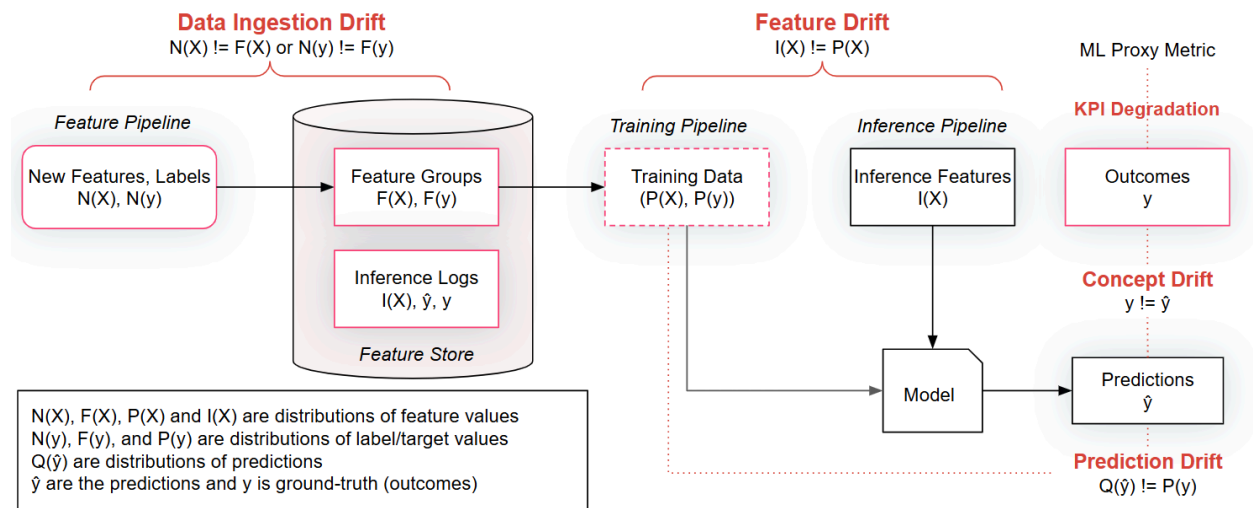 Data Ingestion Drift
N(X) != F(X) or N(y) != F(y)
Feature Drift
I(X) != P(X)
ML Proxy Metric
KPI Degradation
Feature Pipeline
Training Pipeline
Inference Pipeline
New Features, Labels
N(X), N(y)
Feature Groups
F(X), F(y)
Training Data
(P(X), P(y))
Inference Features
I(X)
Outcomes
y
Inference Logs
I(X), ŷ, y
Feature Store
Concept Drift
y != ŷ
Model
Predictions
ŷ
Prediction Drift
Q(ŷ) != P(y)
N(X), F(X), P(X) and I(X) are distributions of feature values
N(y), F(y), and P(y) are distributions of label/target values
Q(ŷ) are distributions of predictions
ŷ are the predictions and y is ground-truth (outcomes)